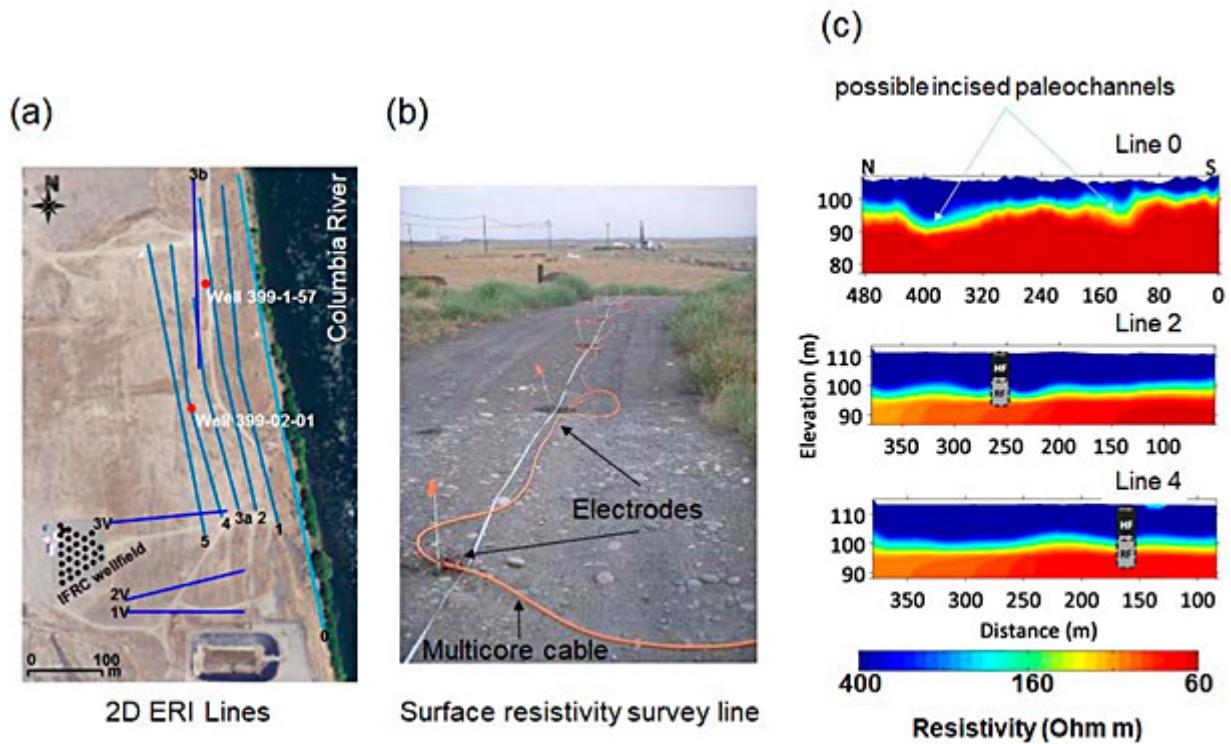 (a)
N
3b
Columbia River
Well 399-1-57
Well 399-02-01
3V
4
3a
2
1
5
IFRC wellfield
2V
1V
0
0 100
m
2D ERI Lines
(b)
Electrodes
Multicore cable
Surface resistivity survey line
(c)
possible incised paleochannels
Line 0
N S
100
90
80
480 400 320 240 160 80 0
Line 2
Elevation (m)
110
100
90
HF
RF
350 300 250 200 150 100 50
Line 4
110
100
90
HF
RF
350 300 250 200 150 100
Distance (m)
400 160 60
Resistivity (Ohm m)